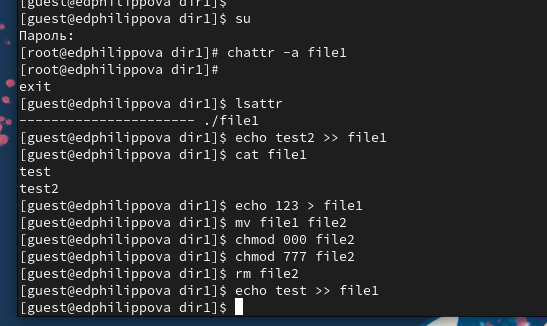 [guest@edphilippova dir1]$
[guest@edphilippova dir1]$ su
Пароль:
[root@edphilippova dir1]# chattr -a file1
[root@edphilippova dir1]#
exit
[guest@edphilippova dir1]$ lsattr
---------------------- ./file1
[guest@edphilippova dir1]$ echo test2 >> file1
[guest@edphilippova dir1]$ cat file1
test
test2
[guest@edphilippova dir1]$ echo 123 > file1
[guest@edphilippova dir1]$ mv file1 file2
[guest@edphilippova dir1]$ chmod 000 file2
[guest@edphilippova dir1]$ chmod 777 file2
[guest@edphilippova dir1]$ rm file2
[guest@edphilippova dir1]$ echo test >> file1
[guest@edphilippova dir1]$